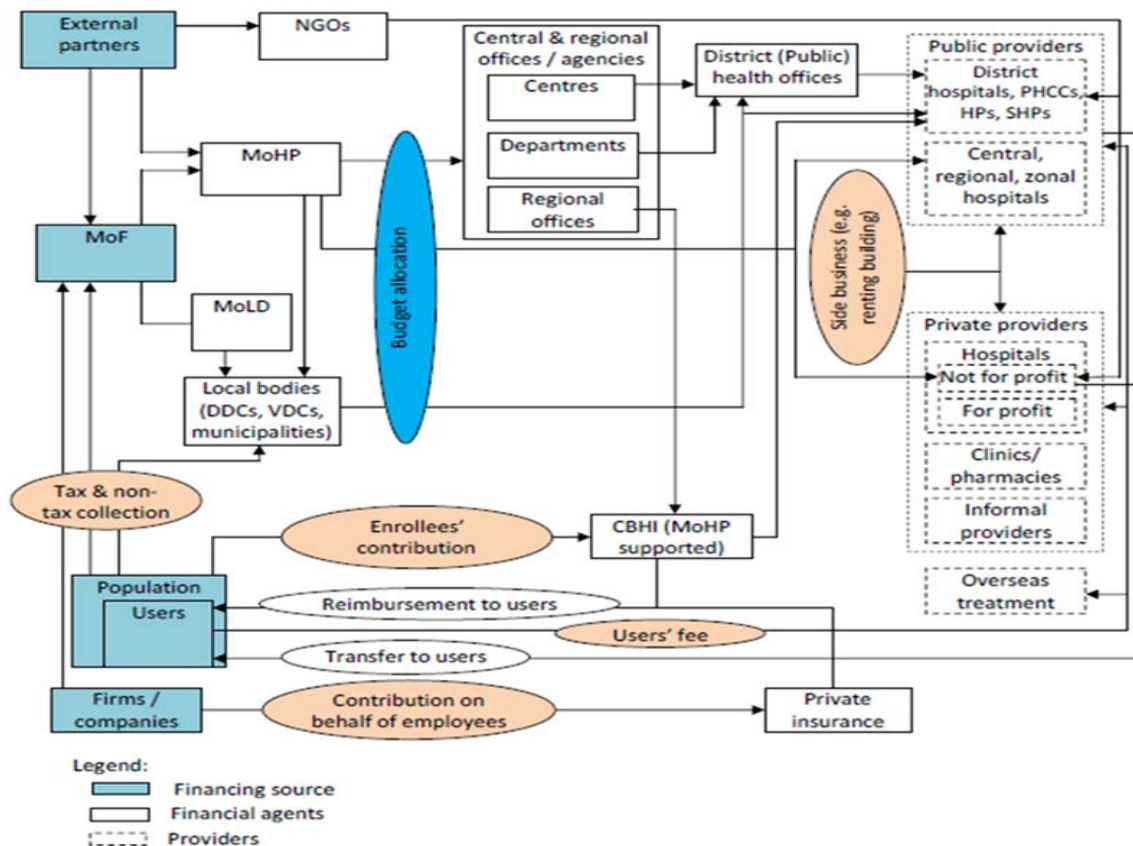 External
partners
NGOs
Central & regional
offices / agencies
Centres
Departments
Regional
offices
District (Public)
health offices
Public providers
District
hospitals, PHCCs,
HPs, SHPs
Central,
regional, zonal
hospitals
MoHP
MoF
MoLD
Budget allocation
Side business (e.g.
renting building)
Local bodies
(DDCs, VDCs,
municipalities)
Private providers
Hospitals
Not for profit
For profit
Clinics/
pharmacies
Informal
providers
Overseas
treatment
Tax & non-
tax collection
Enrollees'
contribution
CBHI (MoHP
supported)
Population
Users
Reimbursement to users
Users' fee
Transfer to users
Firms /
companies
Contribution on
behalf of employees
Private
insurance
Legend:
Financing source
Financial agents
Providers